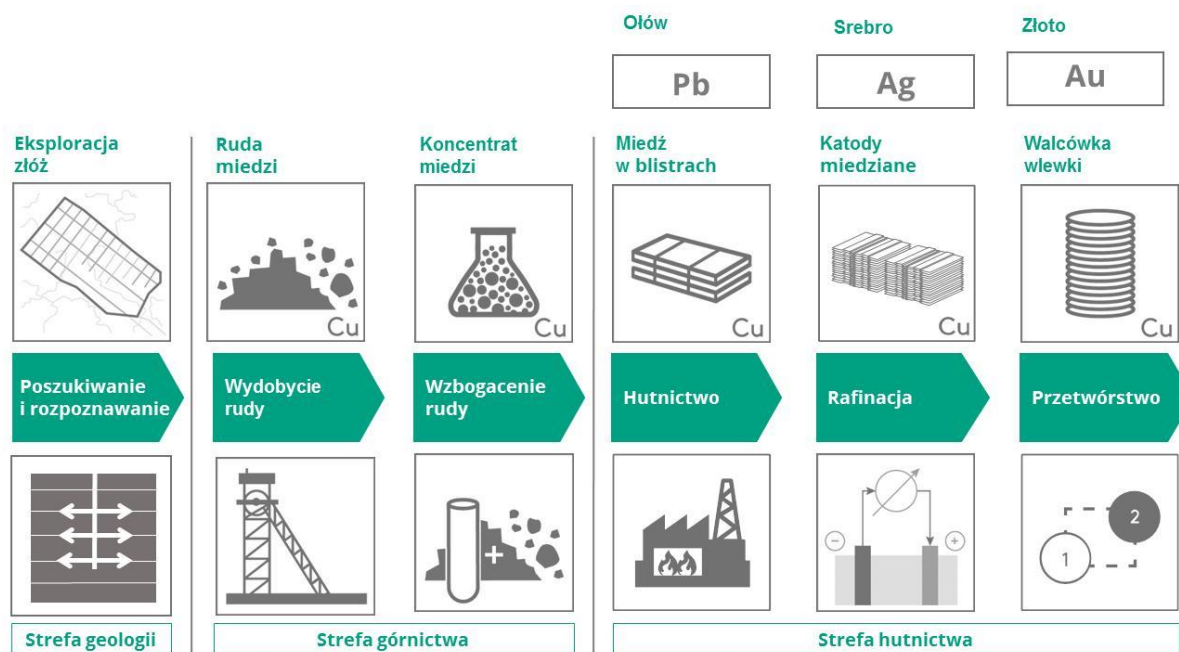 Ołów
Srebro
Złoto
Pb
Ag
Au
Eksploracja
złóż
Ruda
miedzi
Koncentrat
miedzi
Miedź
w blistrach
Katody
miedziane
Walcówka
wlewki
Cu
Cu
Cu
Cu
Cu
Poszukiwanie
i rozpoznawanie
Wydobycie
rudy
Wzbogacenie
rudy
Hutnictwo
Rafinacja
Przetwórstwo
+
−
+
1
2
Strefa geologii
Strefa górnictwa
Strefa hutnictwa